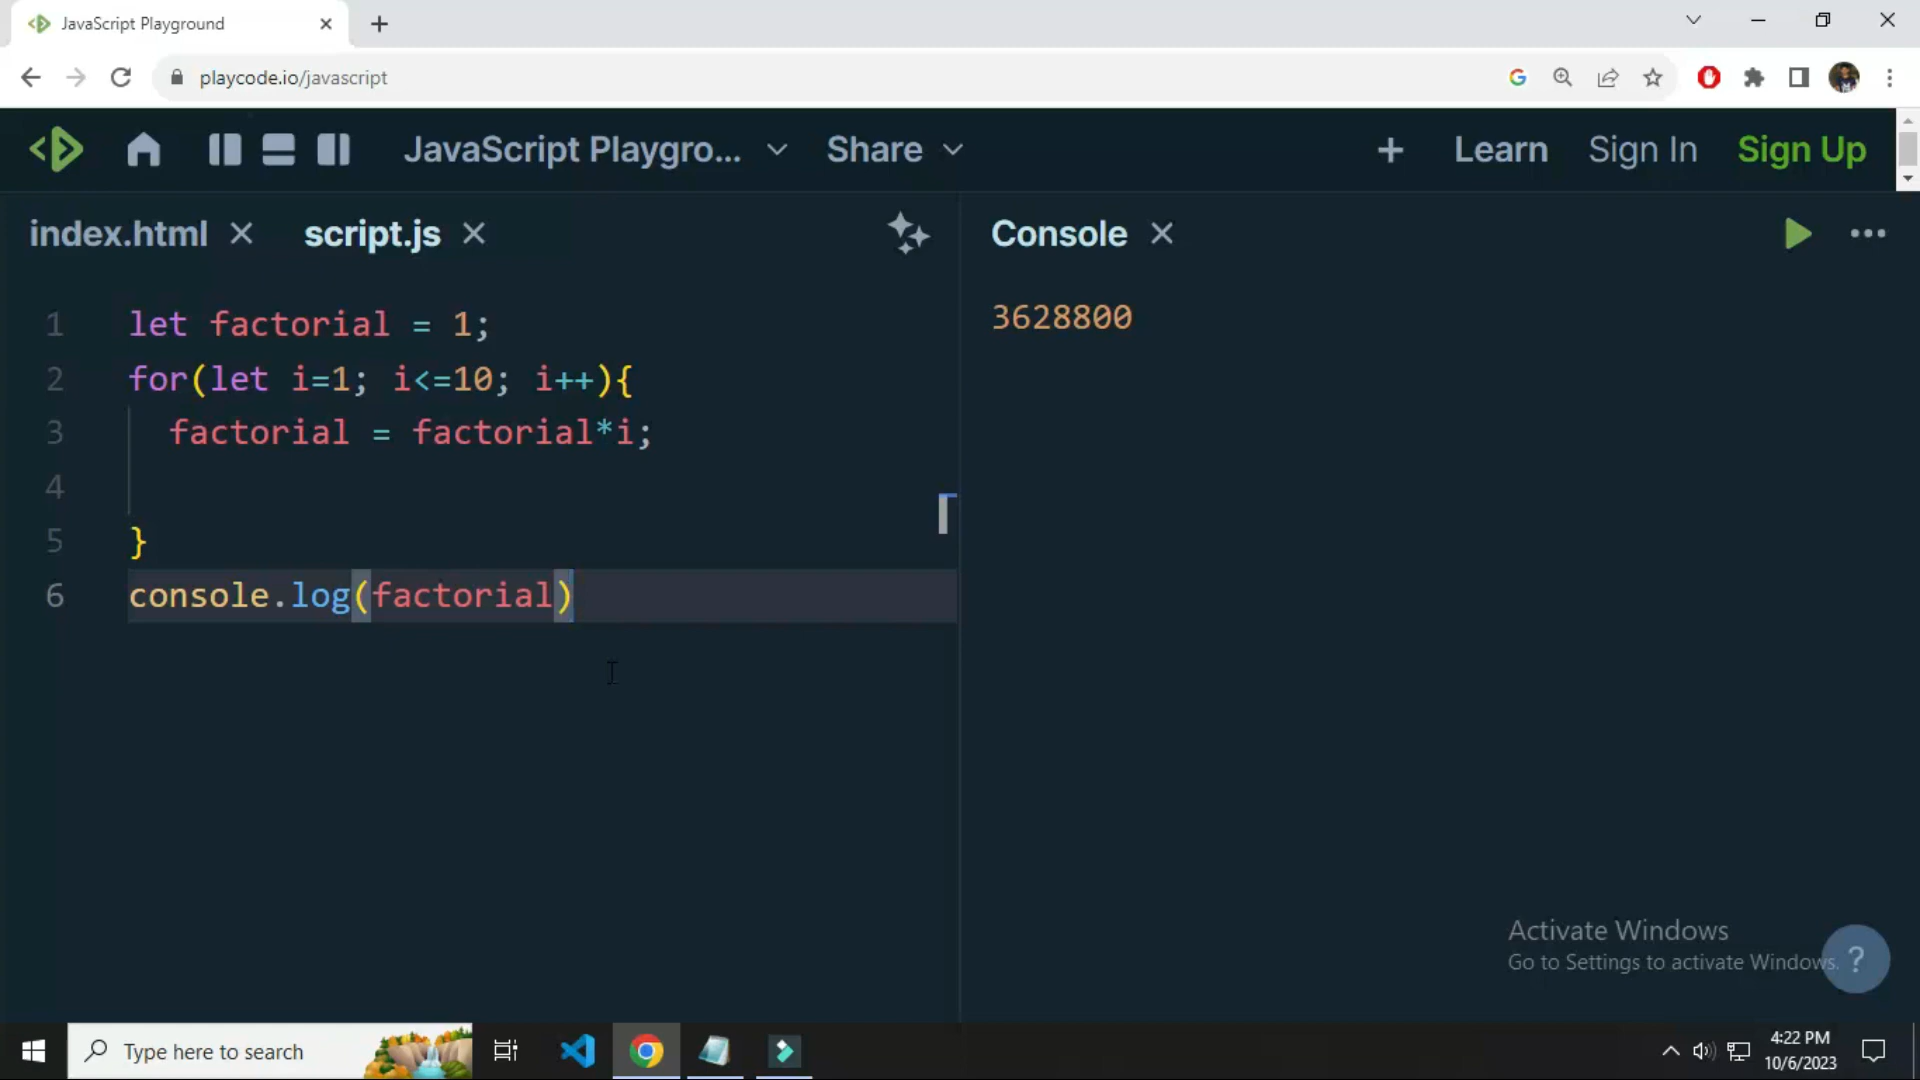 JavaScript Playground
playcode.io/javascript
JavaScript Playgro...
Share
Learn
Sign In
Sign Up
index.html
script.js
1 let factorial = 1;
2 for(let i=1; i<=10; i++){
3 factorial = factorial*i;
4
5 }
6 console.log(factorial)
Console
3628800
Activate Windows
Go to Settings to activate Windows.
?
Type here to search
4:22 PM
10/6/2023